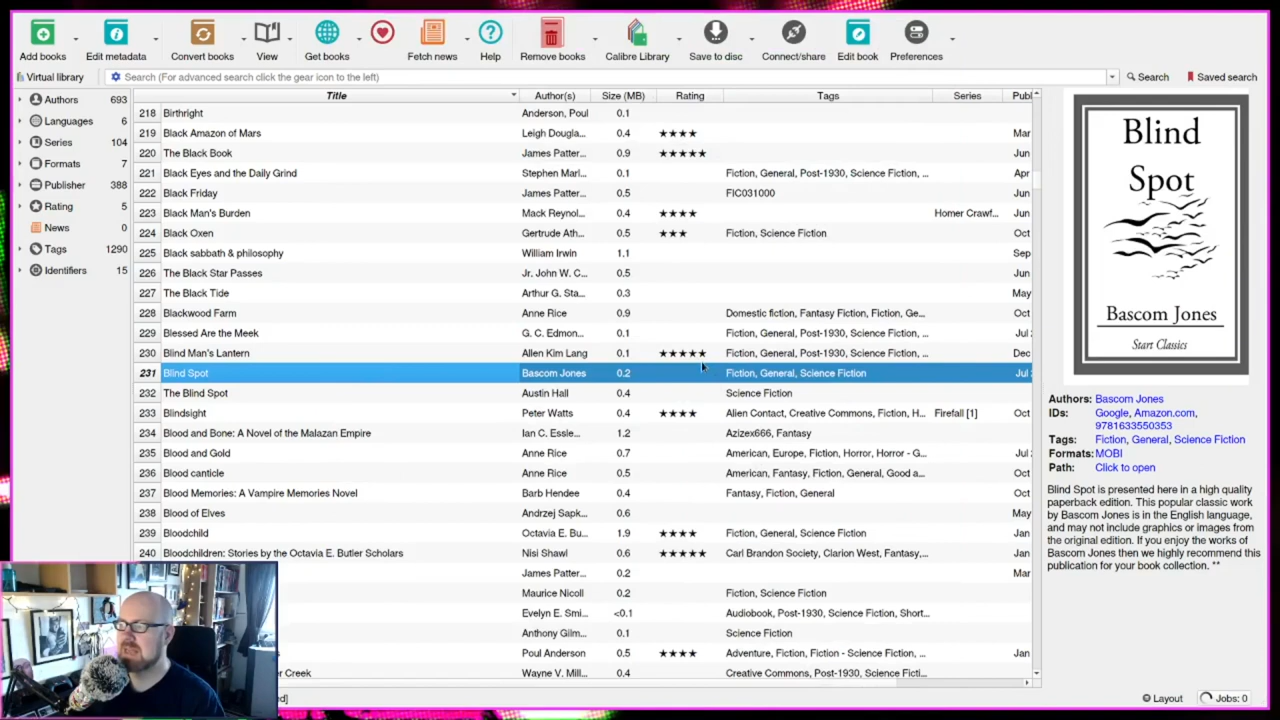 Add books Edit metadata Convert books View Get books Fetch news Help Remove books Calibre Library Save to disc Connect/share Edit book Preferences
Virtual library Search (For advanced search click the gear icon to the left) Search Saved search
Authors 693
Languages 6
Series 104
Formats 7
Publisher 388
Rating 5
News 0
Tags 1290
Identifiers 15
Title Author(s) Size (MB) Rating Tags Series Publ
218 Birthright Anderson, Poul 0.1
219 Black Amazon of Mars Leigh Dougla... 0.4 ★★★★ Mar
220 The Black Book James Patter... 0.9 ★★★★★ Jun
221 Black Eyes and the Daily Grind Stephen Marl... 0.1 Fiction, General, Post-1930, Science Fiction, ... Apr
222 Black Friday James Patter... 0.5 FIC031000 Jun
223 Black Man's Burden Mack Reynol... 0.4 ★★★★ Homer Crawf... Jun
224 Black Oxen Gertrude Ath... 0.5 ★★★ Fiction, Science Fiction Oct
225 Black sabbath & philosophy William Irwin 1.1 Sep
226 The Black Star Passes Jr. John W. C... 0.5 Jun
227 The Black Tide Arthur G. Sta... 0.3 May
228 Blackwood Farm Anne Rice 0.9 Domestic fiction, Fantasy Fiction, Fiction, Ge... Oct
229 Blessed Are the Meek G. C. Edmon... 0.1 Fiction, General, Post-1930, Science Fiction, ... Jul
230 Blind Man's Lantern Allen Kim Lang 0.1 ★★★★★ Fiction, General, Post-1930, Science Fiction, ... Dec
231 Blind Spot Bascom Jones 0.2 Fiction, General, Science Fiction Jul
232 The Blind Spot Austin Hall 0.4 Science Fiction
233 Blindsight Peter Watts 0.4 ★★★★ Alien Contact, Creative Commons, Fiction, H... Firefall [1] Oct
234 Blood and Bone: A Novel of the Malazan Empire Ian C. Essle... 1.2 Azizex666, Fantasy
235 Blood and Gold Anne Rice 0.7 American, Europe, Fiction, Horror, Horror - G... Jul
236 Blood canticle Anne Rice 0.5 American, Fantasy, Fiction, General, Good a... Oct
237 Blood Memories: A Vampire Memories Novel Barb Hendee 0.4 Fantasy, Fiction, General Oct
238 Blood of Elves Andrzej Sapk... 0.6 May
239 Bloodchild Octavia E. Bu... 1.9 ★★★★ Fiction, General, Science Fiction Jan
240 Bloodchildren: Stories by the Octavia E. Butler Scholars Nisi Shawl 0.6 ★★★★★ Carl Brandon Society, Clarion West, Fantasy,... Jan
James Patter... 0.2 Mar
Maurice Nicoll 0.2 Fiction, Science Fiction
Evelyn E. Smi... <0.1 Audiobook, Post-1930, Science Fiction, Short...
Anthony Gilm... 0.1 Science Fiction
Poul Anderson 0.5 ★★★★ Adventure, Fiction, Fiction - Science Fiction, ... Jan
r Creek Wayne V. Mill... 0.4 Creative Commons, Post-1930, Science Ficti...
Blind
Spot
Bascom Jones
Start Classics
Authors: Bascom Jones
IDs: Google, Amazon.com,
9781633550353
Tags: Fiction, General, Science Fiction
Formats: MOBI
Path: Click to open
Blind Spot is presented here in a high quality
paperback edition. This popular classic work
by Bascom Jones is in the English language,
and may not include graphics or images from
the original edition. If you enjoy the works of
Bascom Jones then we highly recommend this
publication for your book collection. **
Layout Jobs: 0